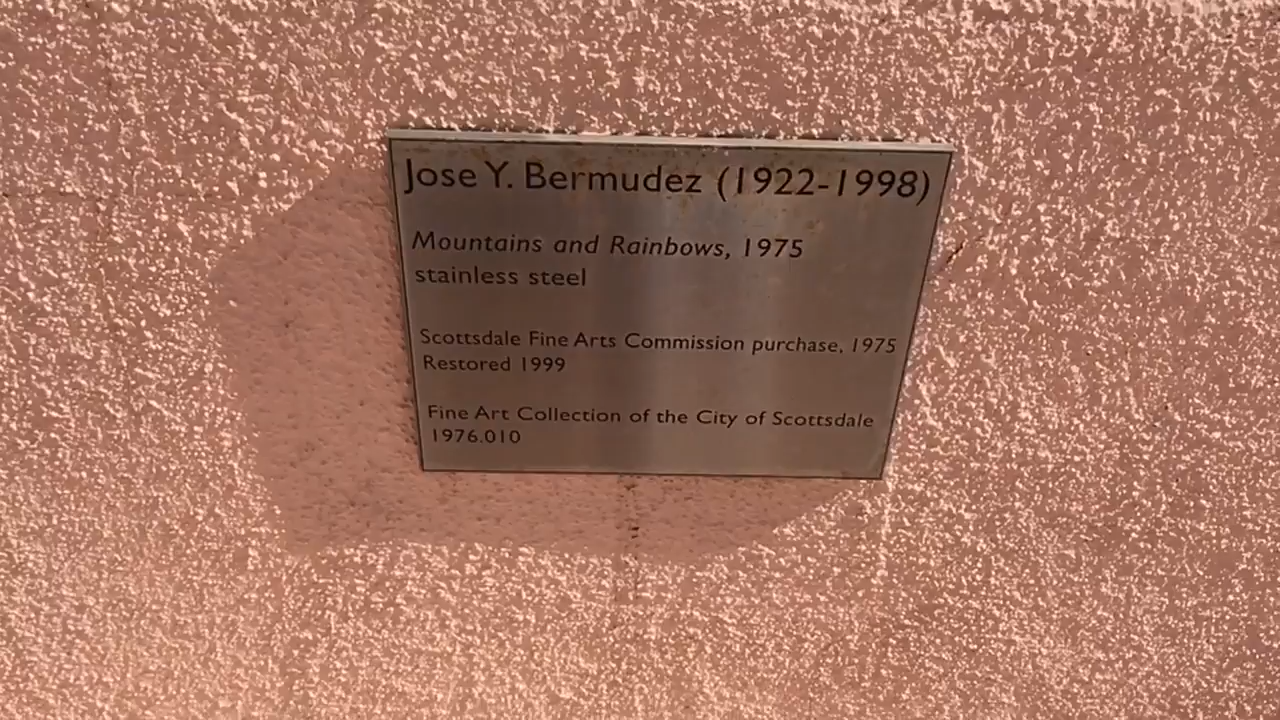 Jose Y. Bermudez (1922-1998)
Mountains and Rainbows, 1975
stainless steel
Scottsdale Fine Arts Commission purchase, 1975
Restored 1999
Fine Art Collection of the City of Scottsdale
1976.010